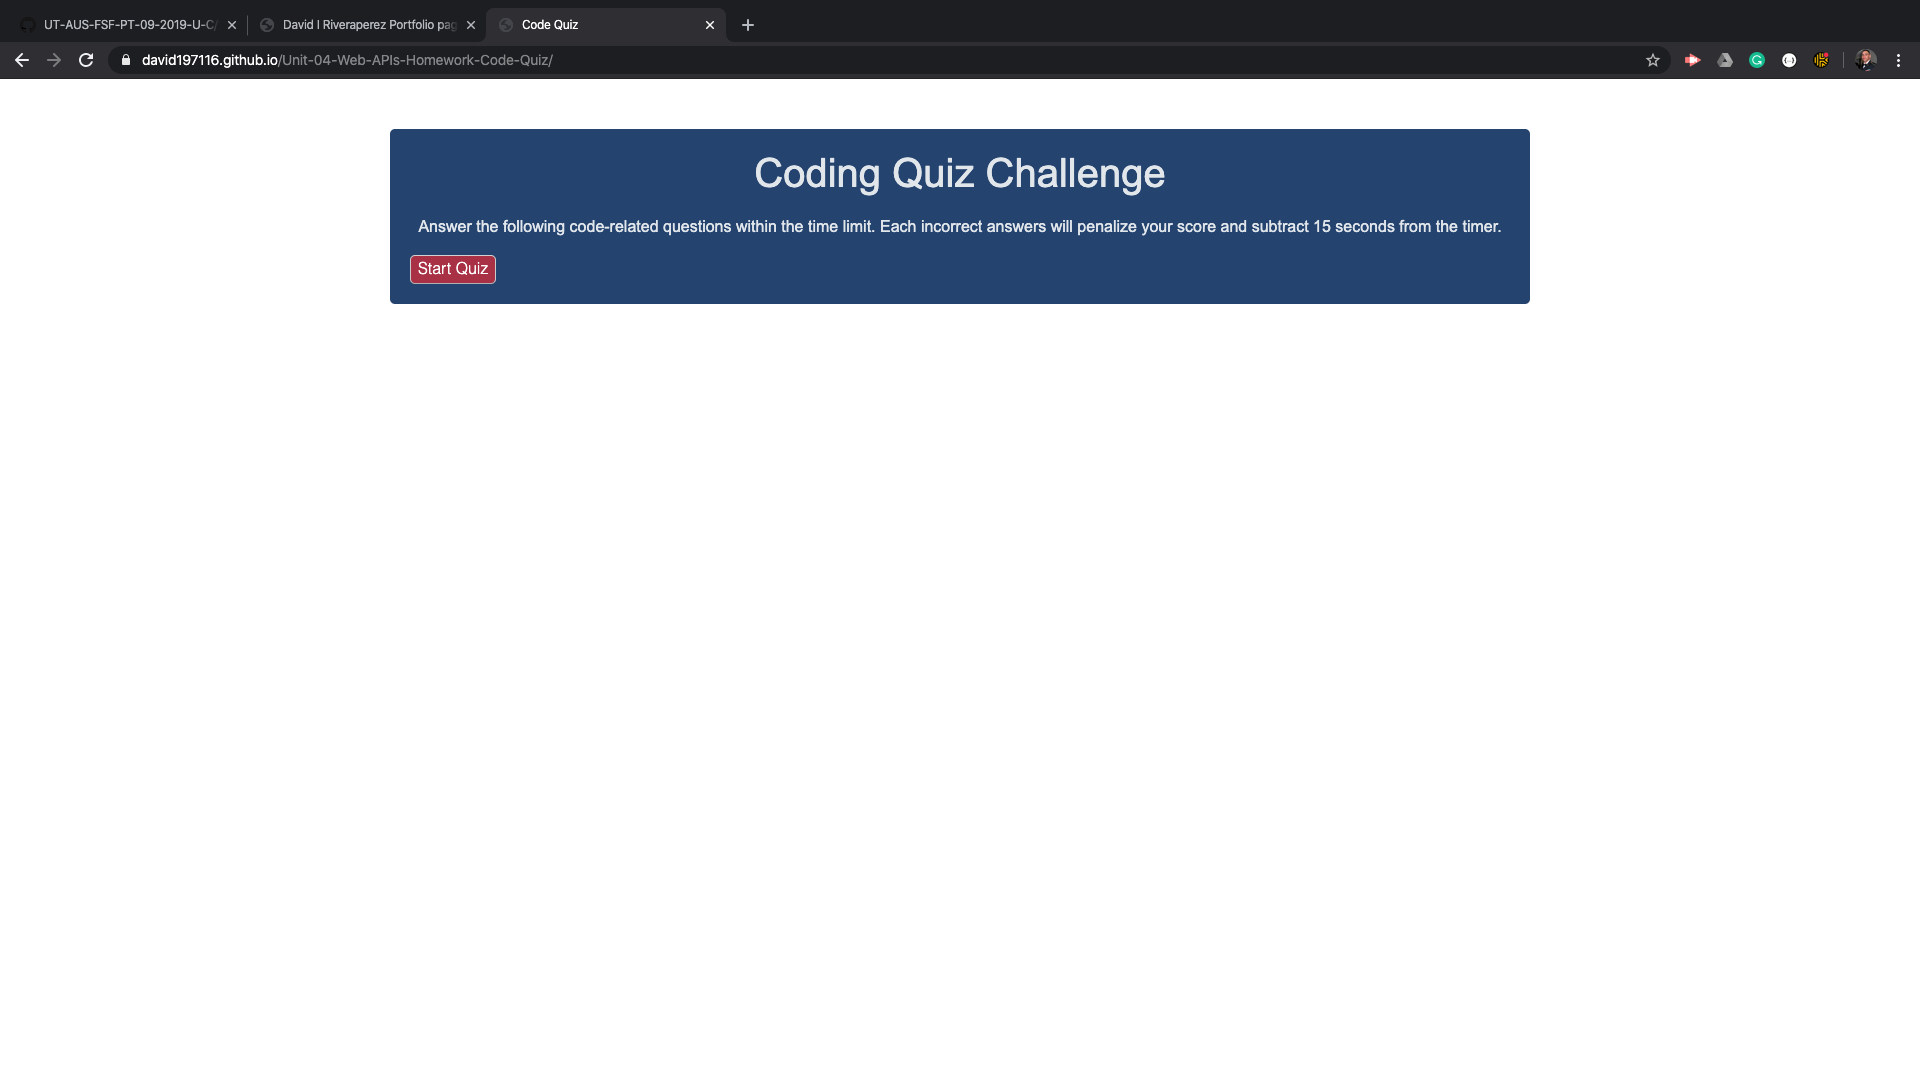 UT-AUS-FSF-PT-09-2019-U-C/
David I Riveraperez Portfolio pag
Code Quiz
david197116.github.io/Unit-04-Web-APIs-Homework-Code-Quiz/
Coding Quiz Challenge
Answer the following code-related questions within the time limit. Each incorrect answers will penalize your score and subtract 15 seconds from the timer.
Start Quiz